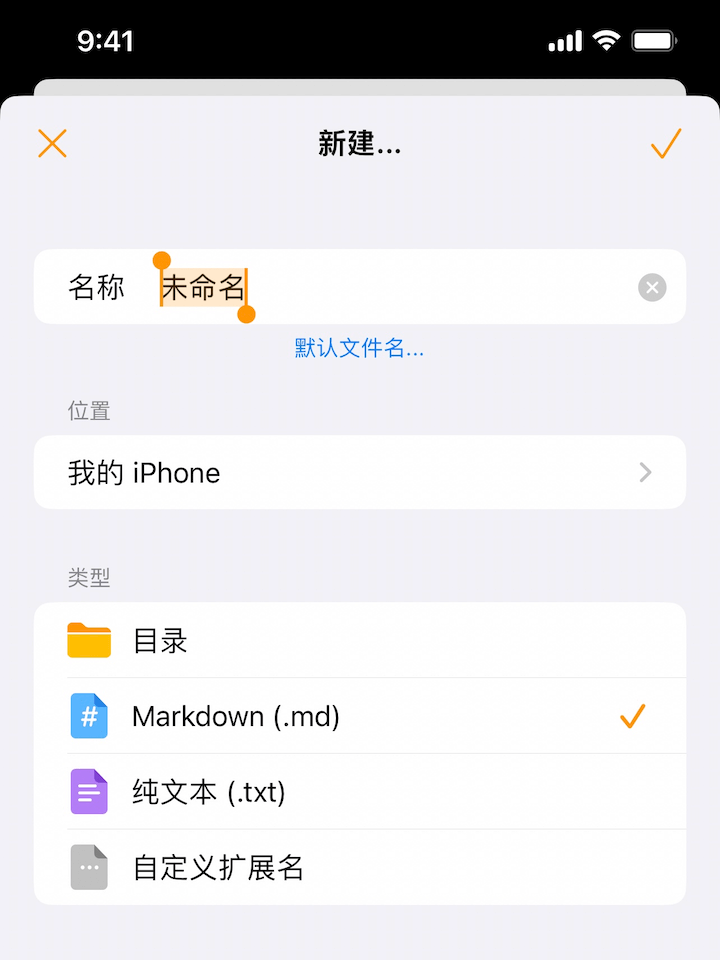 9:41
新建...
名称 未命名
默认文件名...
位置
我的 iPhone
类型
目录
# Markdown (.md)
纯文本 (.txt)
自定义扩展名